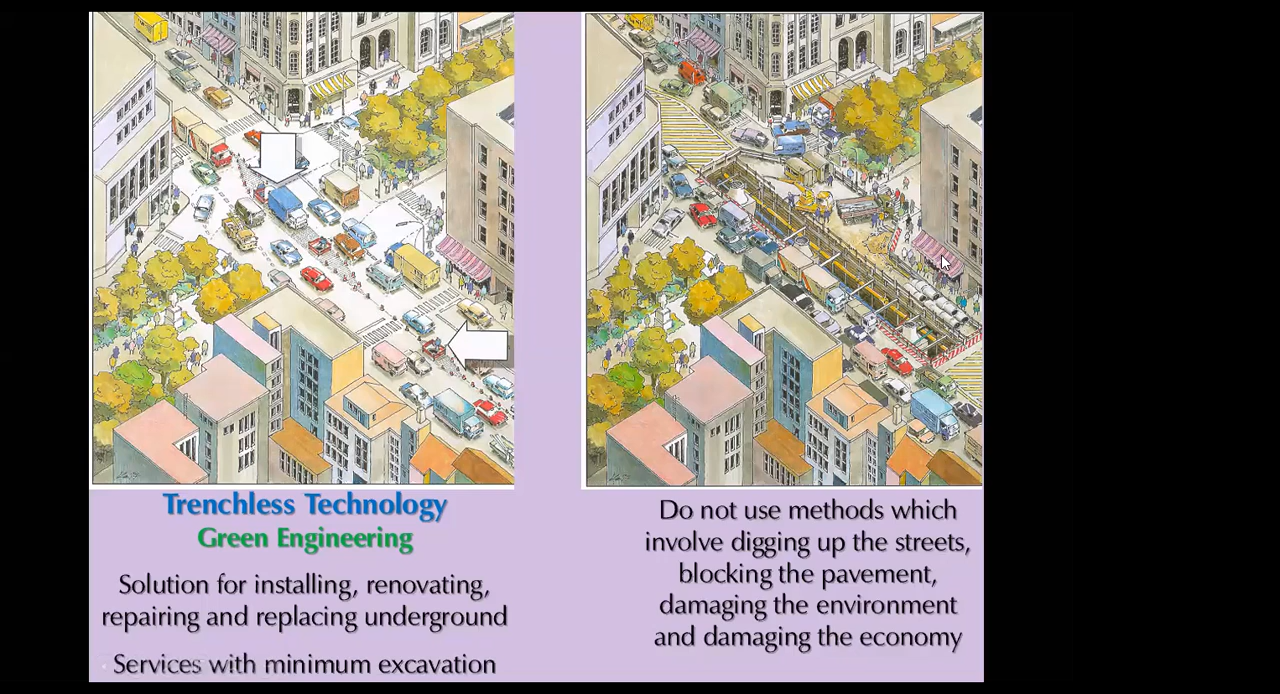 Trenchless Technology
Green Engineering
Solution for installing, renovating,
repairing and replacing underground
Services with minimum excavation
Do not use methods which
involve digging up the streets,
blocking the pavement,
damaging the environment
and damaging the economy